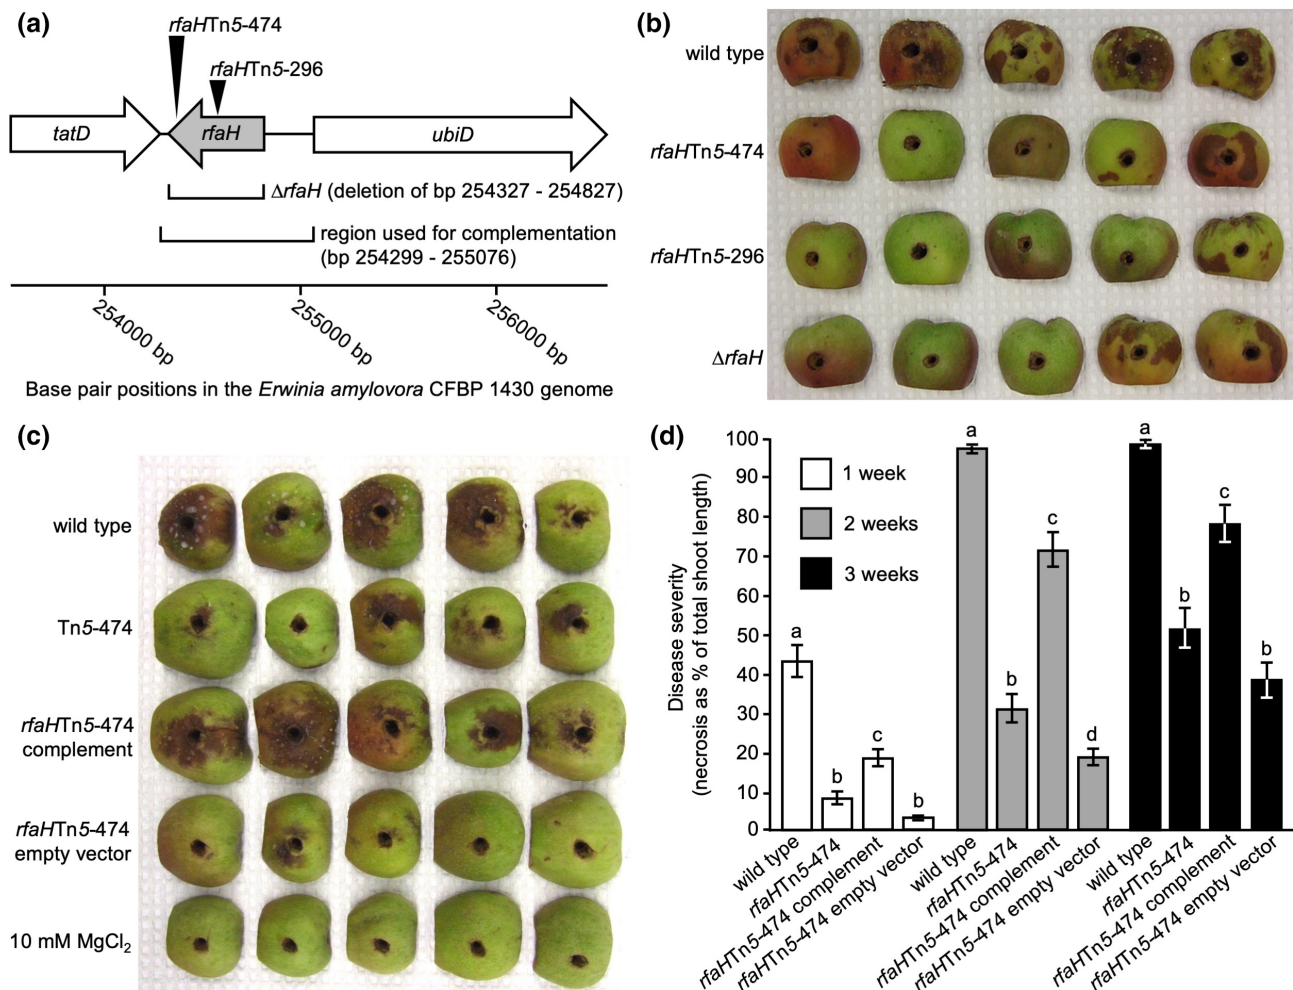 (a)
rfaHTn5-474
rfaHTn5-296
tatD
rfaH
ubiD
ΔrfaH (deletion of bp 254327 - 254827)
region used for complementation
(bp 254299 - 255076)
254000 bp
255000 bp
256000 bp
Base pair positions in the Erwinia amylovora CFBP 1430 genome
(b)
wild type
rfaHTn5-474
rfaHTn5-296
ΔrfaH
(c)
wild type
Tn5-474
rfaHTn5-474
complement
rfaHTn5-474
empty vector
10 mM MgCl₂
(d)
Disease severity
(necrosis as % of total shoot length)
100
90
80
70
60
50
40
30
20
10
0
1 week
2 weeks
3 weeks
a
b
c
b
a
b
c
d
a
b
c
b
wild type
rfaHTn5-474
rfaHTn5-474 complement
rfaHTn5-474 empty vector
wild type
rfaHTn5-474
rfaHTn5-474 complement
rfaHTn5-474 empty vector
wild type
rfaHTn5-474
rfaHTn5-474 complement
rfaHTn5-474 empty vector